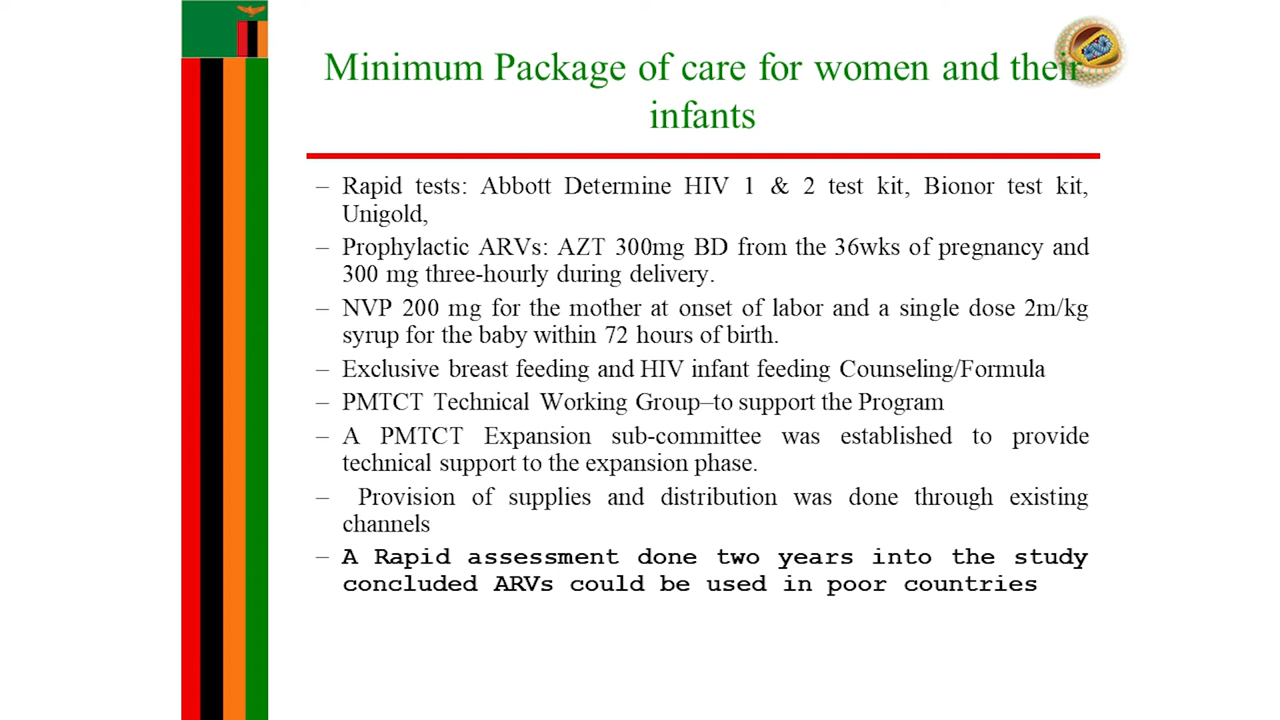 Minimum Package of care for women and their
infants
– Rapid tests: Abbott Determine HIV 1 & 2 test kit, Bionor test kit,
Unigold,
– Prophylactic ARVs: AZT 300mg BD from the 36wks of pregnancy and
300 mg three-hourly during delivery.
– NVP 200 mg for the mother at onset of labor and a single dose 2m/kg
syrup for the baby within 72 hours of birth.
– Exclusive breast feeding and HIV infant feeding Counseling/Formula
– PMTCT Technical Working Group–to support the Program
– A PMTCT Expansion sub-committee was established to provide
technical support to the expansion phase.
– Provision of supplies and distribution was done through existing
channels
– A Rapid assessment done two years into the study
concluded ARVs could be used in poor countries